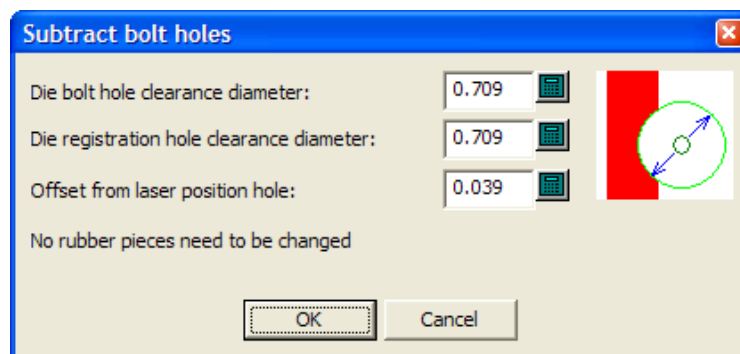 Subtract bolt holes
Die bolt hole clearance diameter: 0.709
Die registration hole clearance diameter: 0.709
Offset from laser position hole: 0.039
No rubber pieces need to be changed
OK Cancel